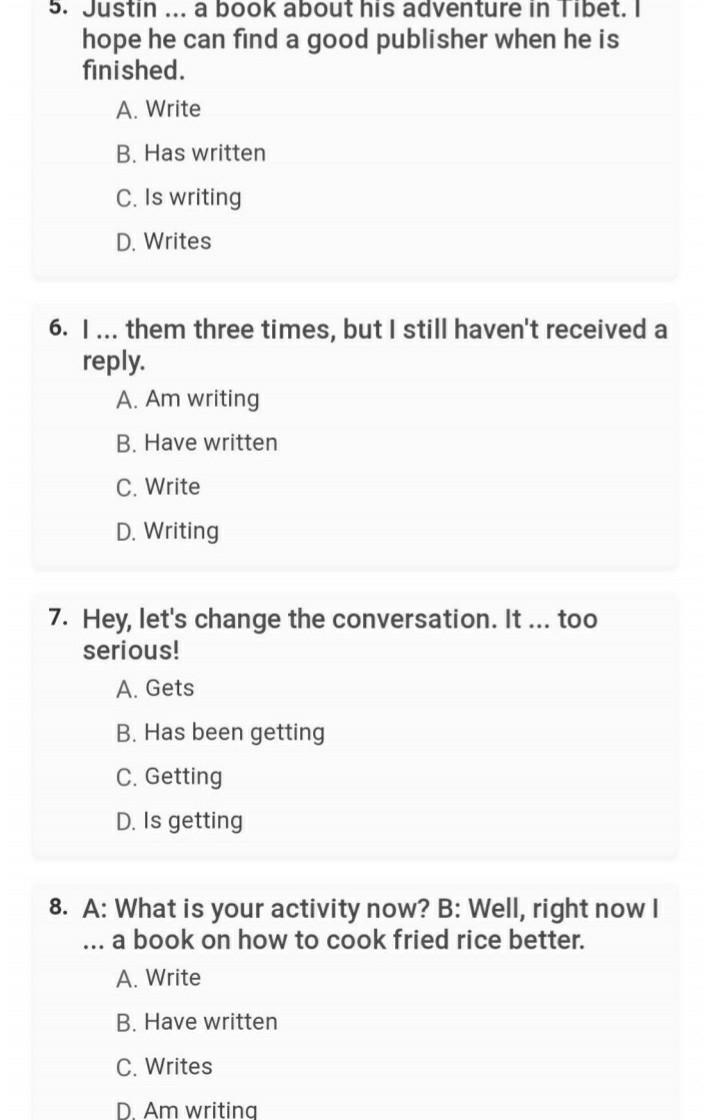 5. Justin ... a book about his adventure in Tibet. I
hope he can find a good publisher when he is
finished.
A. Write
B. Has written
C. Is writing
D. Writes
6. I ... them three times, but I still haven't received a
reply.
A. Am writing
B. Have written
C. Write
D. Writing
7. Hey, let's change the conversation. It ... too
serious!
A. Gets
B. Has been getting
C. Getting
D. Is getting
8. A: What is your activity now? B: Well, right now I
... a book on how to cook fried rice better.
A. Write
B. Have written
C. Writes
D. Am writing